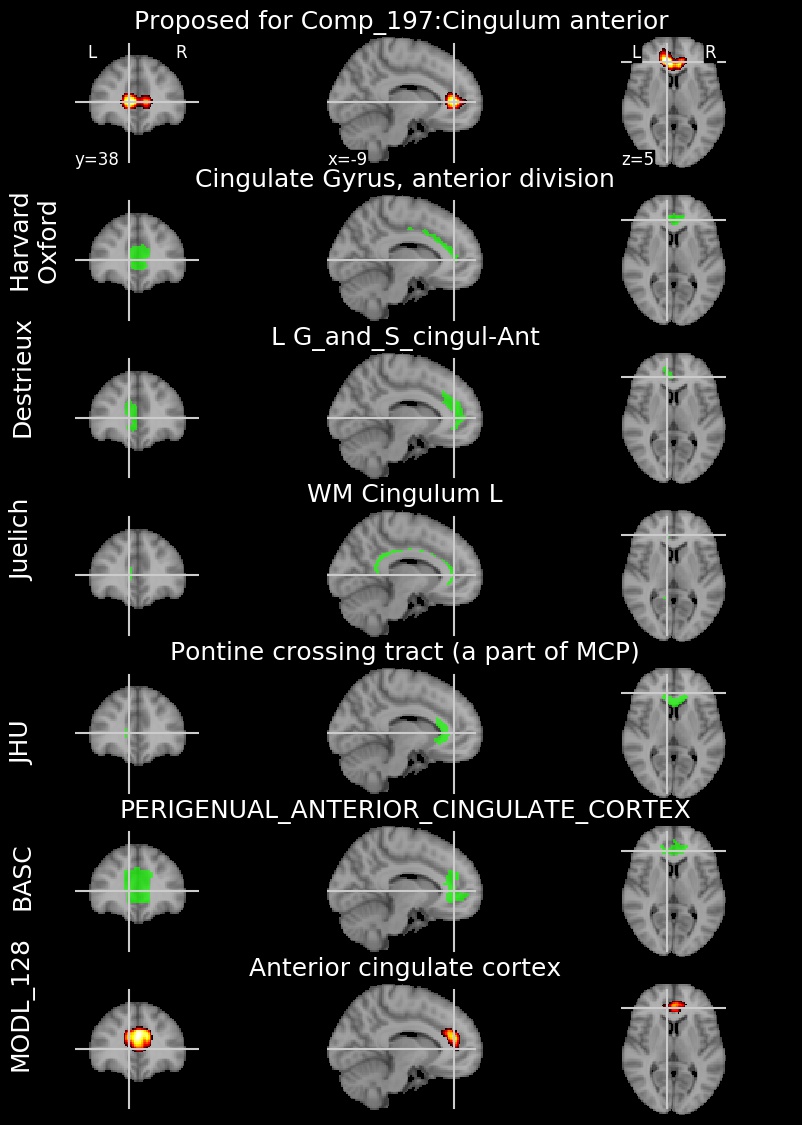 Proposed for Comp_197:Cingulum anterior
L R L R
y=38 x=-9 z=5
Cingulate Gyrus, anterior division
Harvard
Oxford
L G_and_S_cingul-Ant
Destrieux
WM Cingulum L
Juelich
Pontine crossing tract (a part of MCP)
JHU
PERIGENUAL_ANTERIOR_CINGULATE_CORTEX
BASC
Anterior cingulate cortex
MODL_128